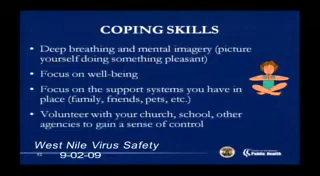 COPING SKILLS
• Deep breathing and mental imagery (picture
yourself doing something pleasant)
• Focus on well-being
• Focus on the support systems you have in
place (family, friends, pets, etc.)
• Volunteer with your church, school, other
agencies to gain a sense of control
West Nile Virus Safety
9-02-09
Public Health